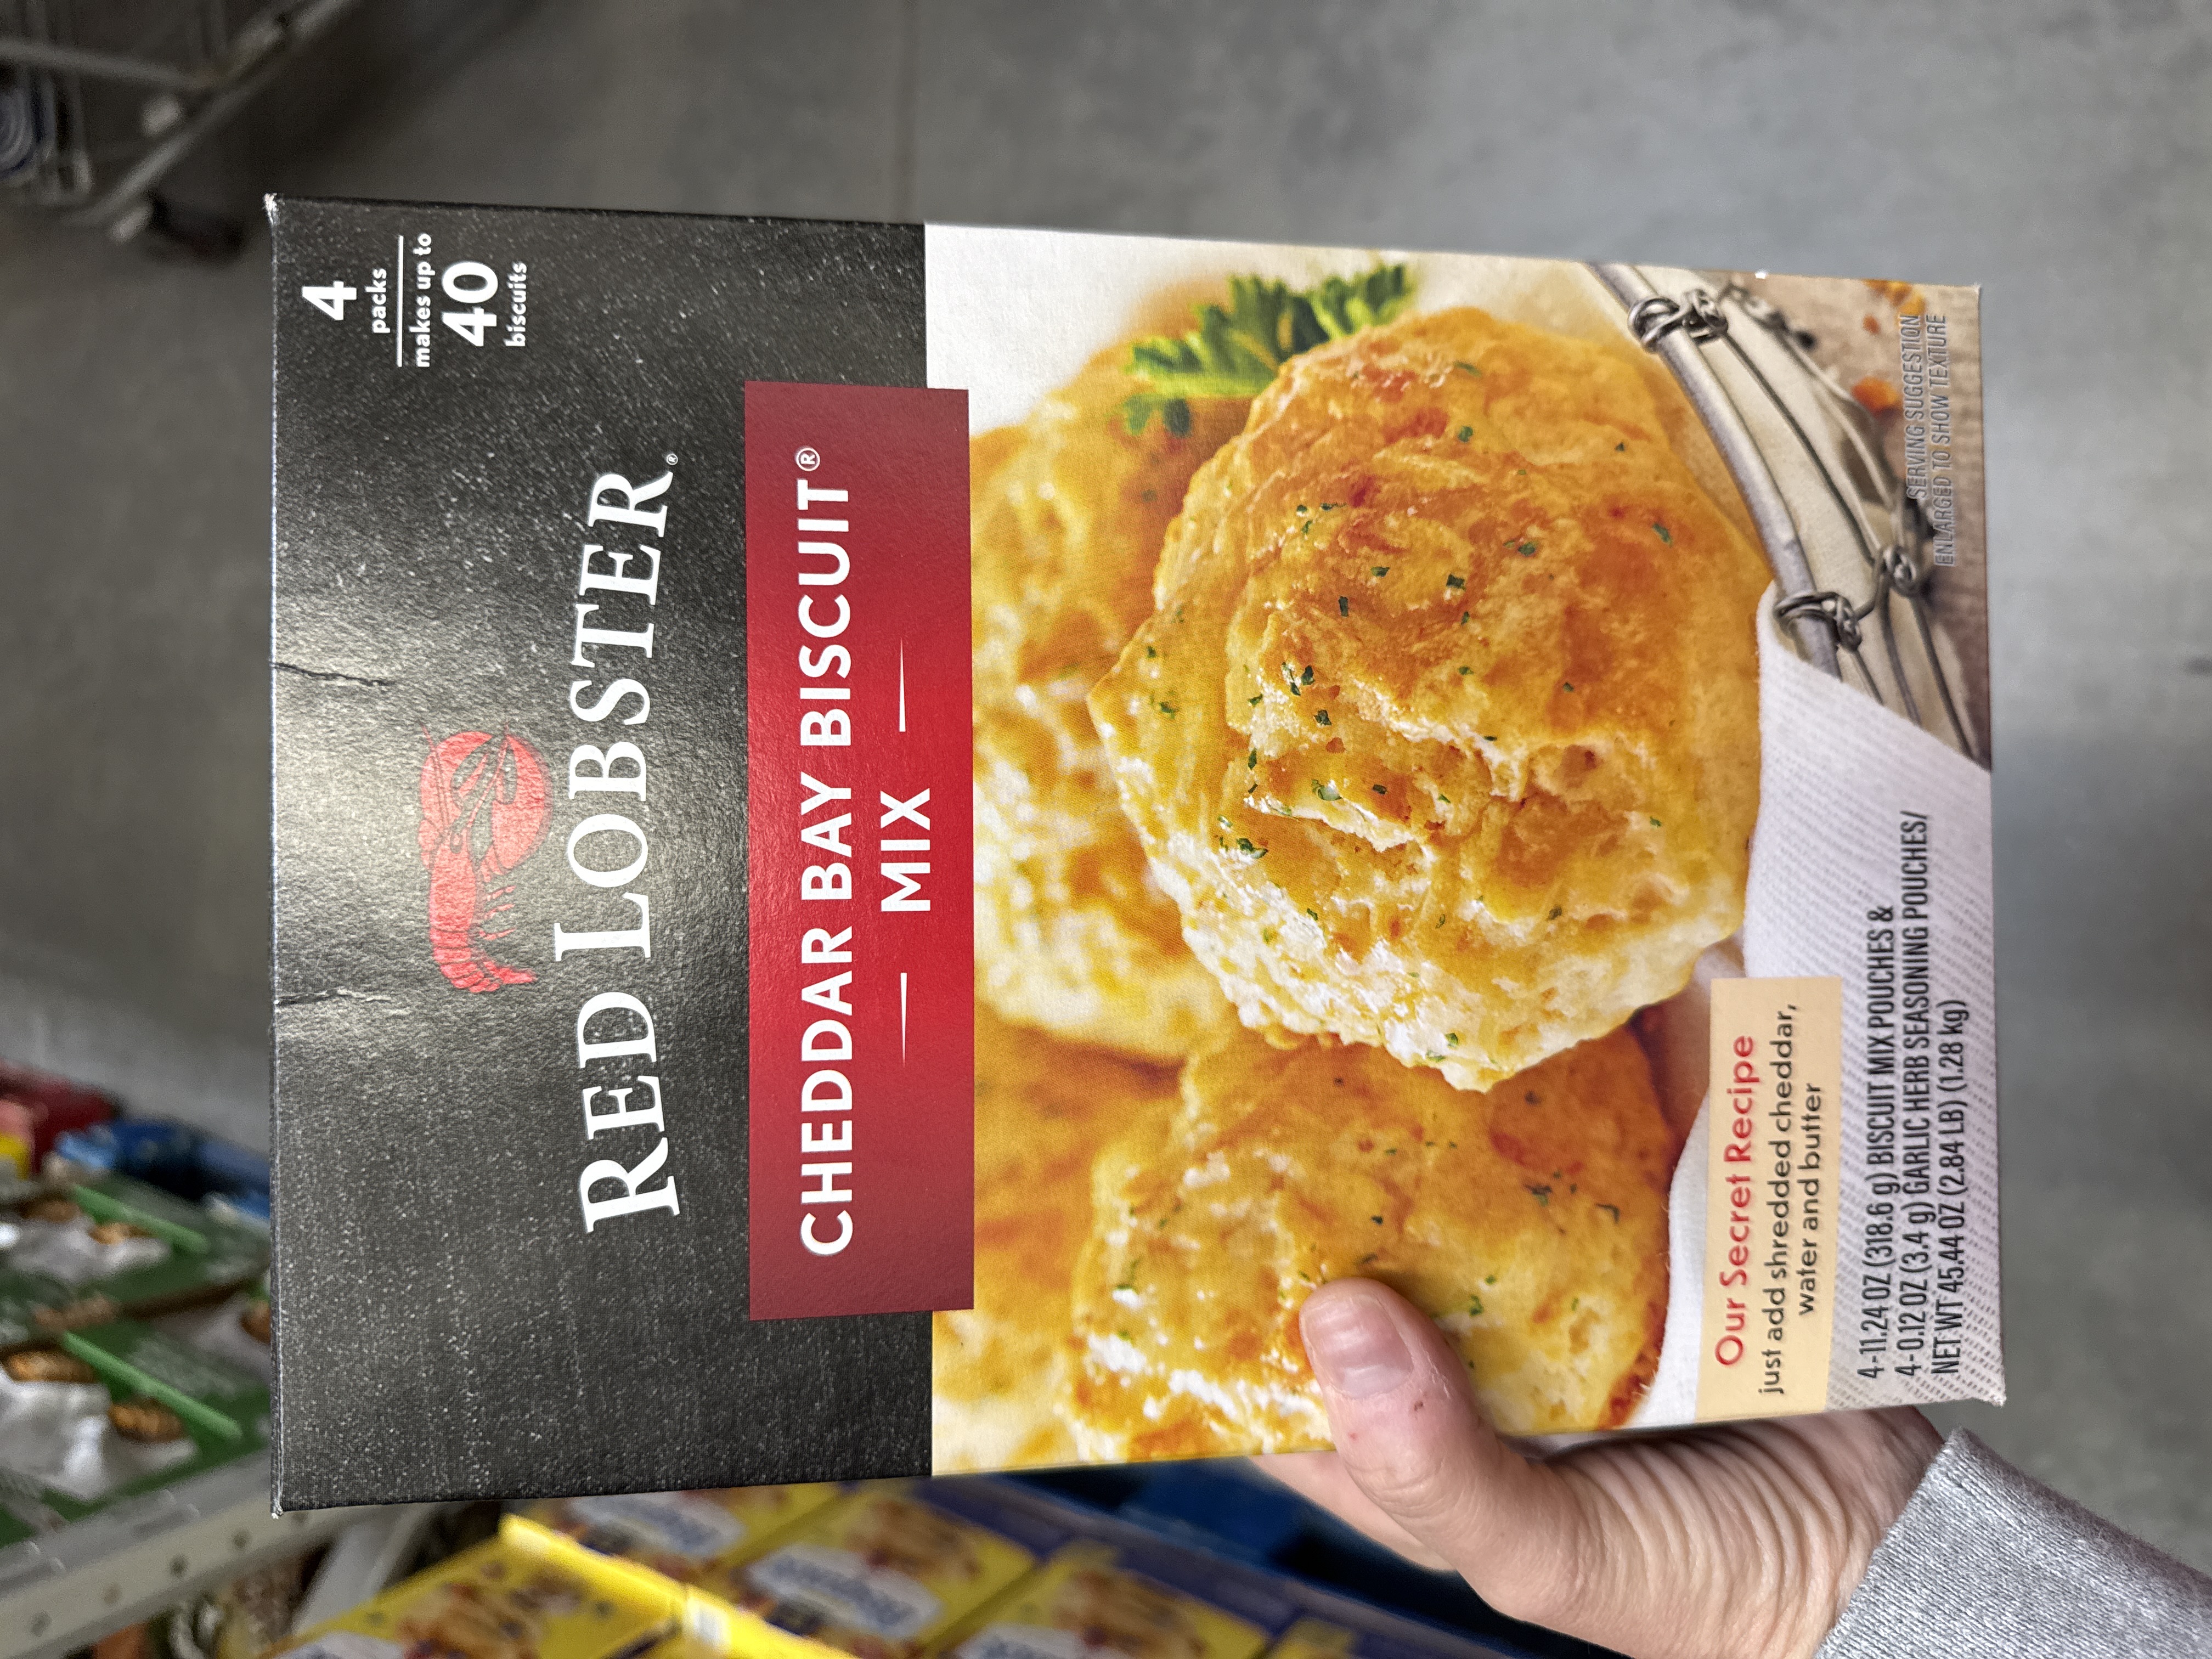 4
packs
makes up to
40
biscuits
RED LOBSTER®
CHEDDAR BAY BISCUIT®
MIX
SERVING SUGGESTION
ENLARGED TO SHOW TEXTURE
Our Secret Recipe
just add shredded cheddar,
water and butter
4-11.24 OZ (318.6 g) BISCUIT MIX POUCHES &
4-0.12 OZ (3.4 g) GARLIC HERB SEASONING POUCHES/
NET WT 45.44 OZ (2.84 LB) (1.28 kg)